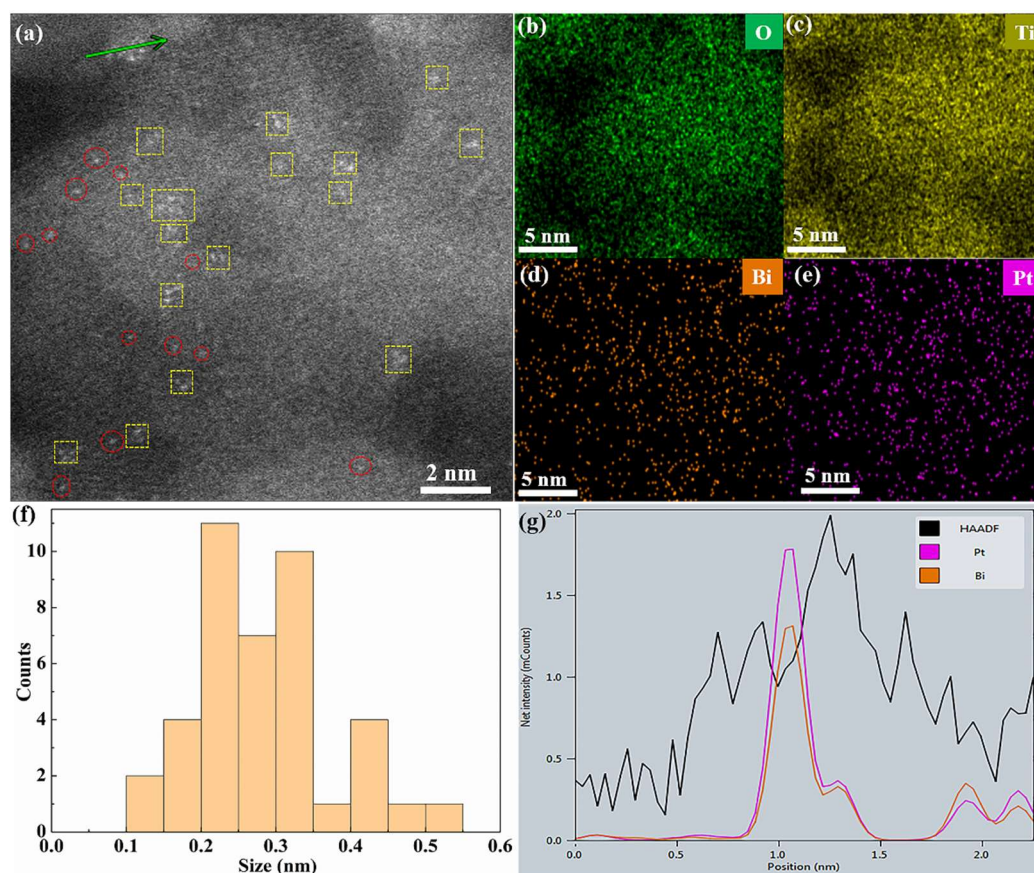 (a)
2 nm
(b)
O
5 nm
(c)
Ti
5 nm
(d)
Bi
5 nm
(e)
Pt
5 nm
(f)
Counts
10
8
6
4
2
0
0.0 0.1 0.2 0.3 0.4 0.5 0.6
Size (nm)
(g)
HAADF
Pt
Bi
Net intensity (mCounts)
2.0
1.5
1.0
0.5
0.0
0.0 0.5 1.0 1.5 2.0
Position (nm)